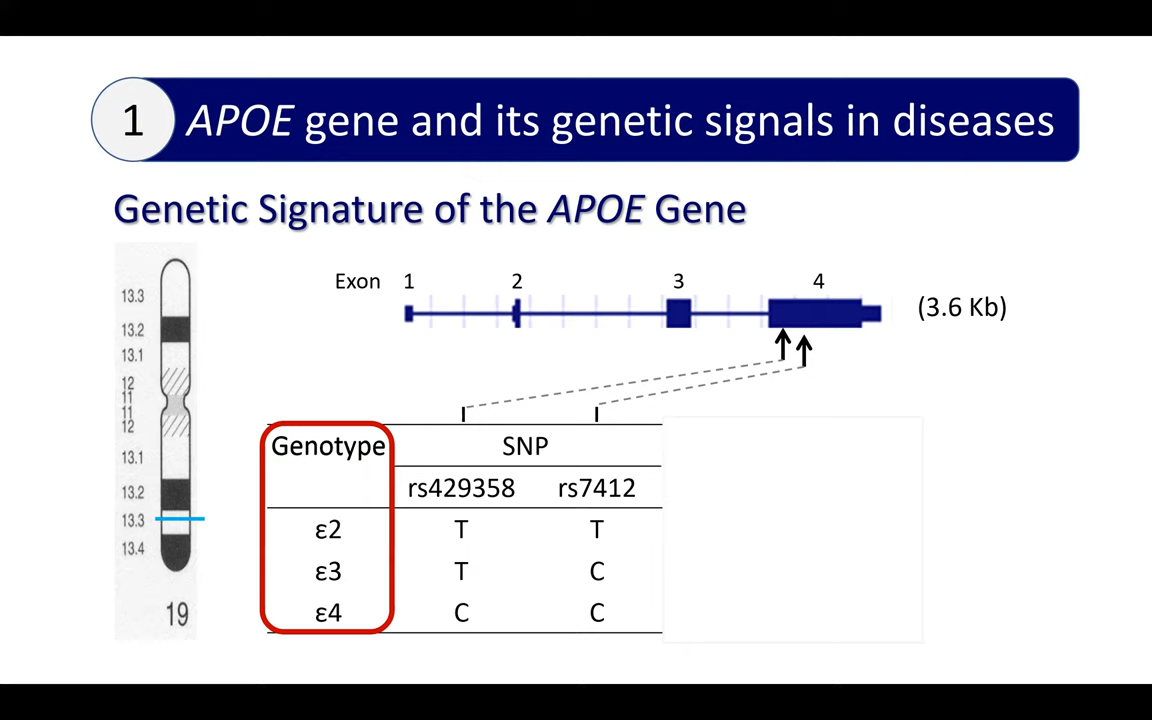 1 APOE gene and its genetic signals in diseases
Genetic Signature of the APOE Gene
13.3
13.2
13.1
12
11
11
12
13.1
13.2
13.3
13.4
19
Exon 1 2 3 4
(3.6 Kb)
Genotype SNP
rs429358 rs7412
ε2 T T
ε3 T C
ε4 C C